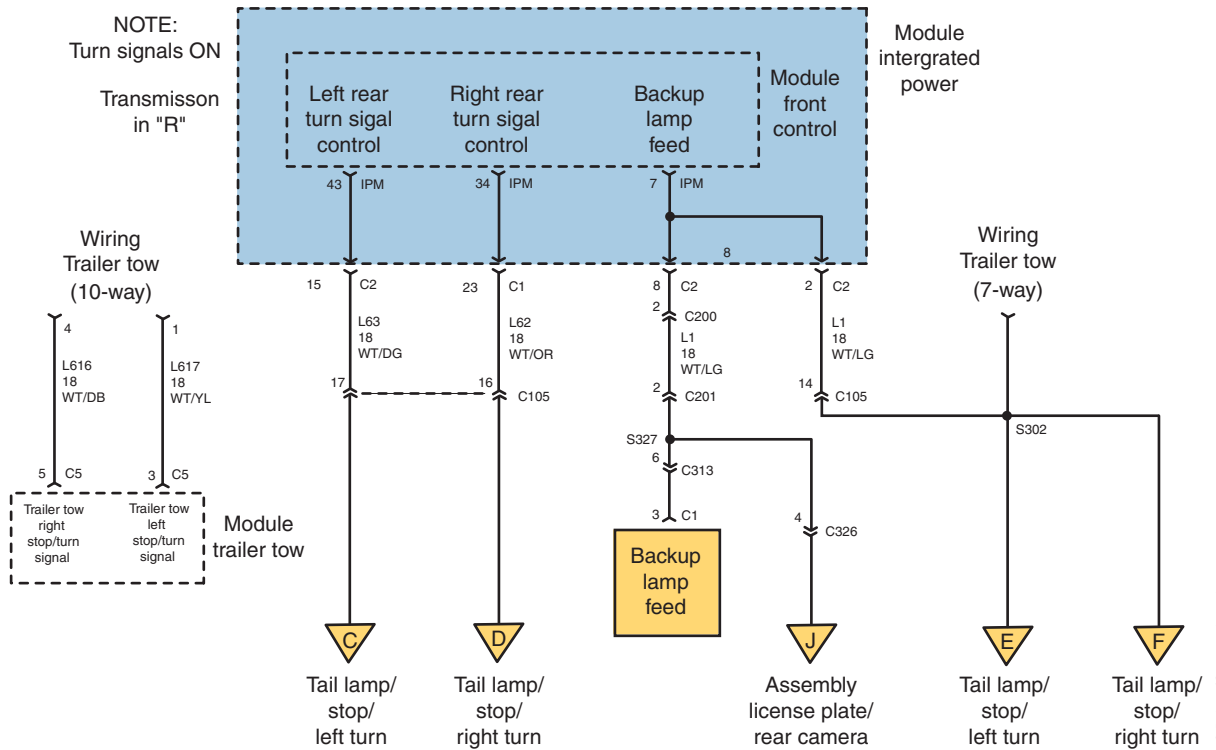 NOTE:
Turn signals ON
Transmisson
in "R"
Module
intergrated
power
Module
front
control
Left rear
turn sigal
control
Right rear
turn sigal
control
Backup
lamp
feed
43 IPM
34 IPM
7 IPM
8
Wiring
Trailer tow
(10-way)
Wiring
Trailer tow
(7-way)
15 C2
23 C1
8 C2
2 C2
2 C200
4
1
L63
18
WT/DG
L62
18
WT/OR
L1
18
WT/LG
L1
18
WT/LG
L616
18
WT/DB
L617
18
WT/YL
17
16 C105
2 C201
14 C105
S302
S327
6 C313
5 C5
3 C5
3 C1
4 C326
Trailer tow
right
stop/turn
signal
Trailer tow
left
stop/turn
signal
Module
trailer tow
Backup
lamp
feed
C
D
J
E
F
Tail lamp/
stop/
left turn
Tail lamp/
stop/
right turn
Assembly
license plate/
rear camera
Tail lamp/
stop/
left turn
Tail lamp/
stop/
right turn